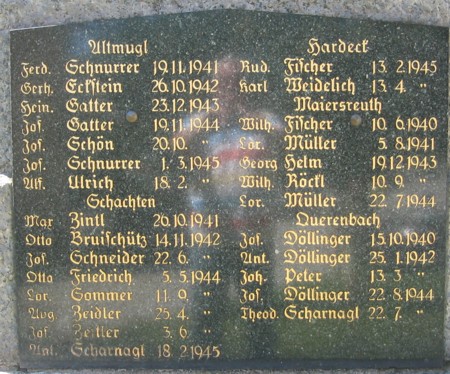 Altmugl
Ferd. Schnurrer 19.11.1941
Gerh. Eckstein 26.10.1942
Hein. Gatter 23.12.1943
Jos. Gatter 19.11.1944
Jos. Schön 20.10. "
Jos. Schnurrer 1.3.1945
Alf. Ulrich 18.2. "
Schachten
Max Zintl 26.10.1941
Otto Bruischütz 14.11.1942
Jos. Schneider 22.6. "
Otto Friedrich 5.5.1944
Lor. Sommer 11.9. "
Aug. Zeidler 25.4. "
Jos. Zeitler 3.6. "
Ant. Scharnagl 18.2.1945
Hardeck
Rud. Fischer 13.2.1945
Karl Weidelich 13.4. "
Maiersreuth
Wilh. Fischer 10.6.1940
Lor. Müller 5.8.1941
Georg Helm 19.12.1943
Wilh. Röckl 10.9. "
Lor. Müller 22.7.1944
Querenbach
Jos. Döllinger 15.10.1940
Ant. Döllinger 25.1.1942
Joh. Peter 13.3. "
Jos. Döllinger 22.8.1944
Theod. Scharnagl 22.7. "